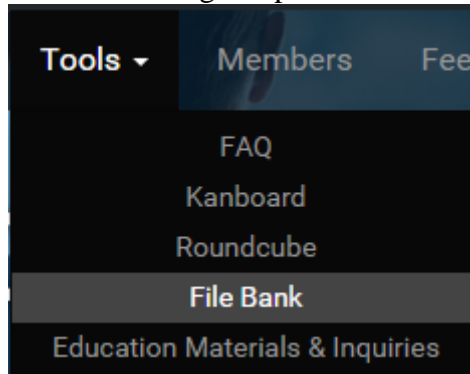 Tools Members
FAQ
Kanboard
Roundcube
File Bank
Education Materials & Inquiries